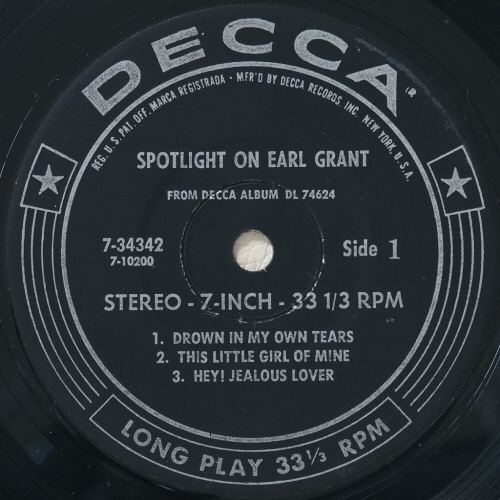 DECCA®
REG. U.S. PAT. OFF. MARCA REGISTRADA • MFR'D BY DECCA RECORDS, INC., NEW YORK, U.S.A.
SPOTLIGHT ON EARL GRANT
FROM DECCA ALBUM DL 74624
7-34342
7-10200
Side 1
STEREO - 7-INCH - 33 1/3 RPM
1. DROWN IN MY OWN TEARS
2. THIS LITTLE GIRL OF MINE
3. HEY! JEALOUS LOVER
LONG PLAY 33⅓ RPM